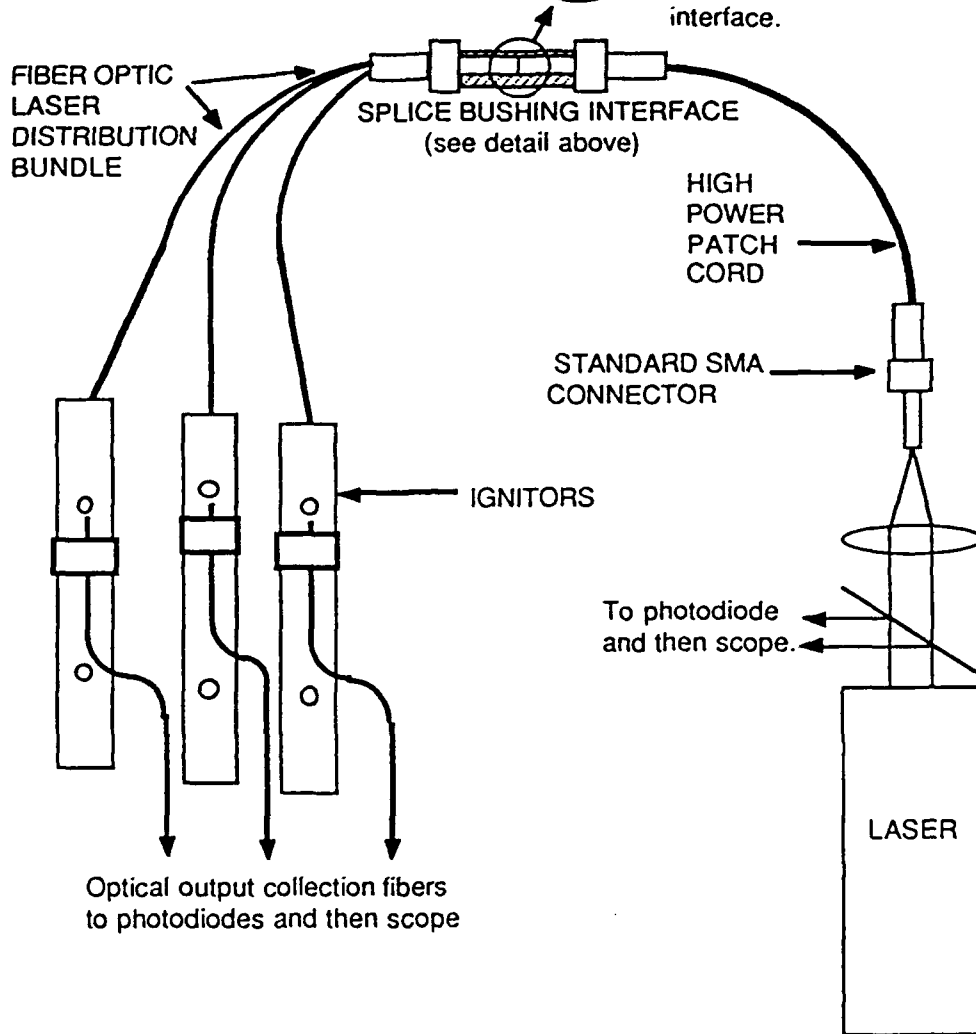 interface.
FIBER OPTIC
LASER
DISTRIBUTION
BUNDLE
SPLICE BUSHING INTERFACE
(see detail above)
HIGH
POWER
PATCH
CORD
STANDARD SMA
CONNECTOR
IGNITORS
To photodiode
and then scope.
LASER
Optical output collection fibers
to photodiodes and then scope